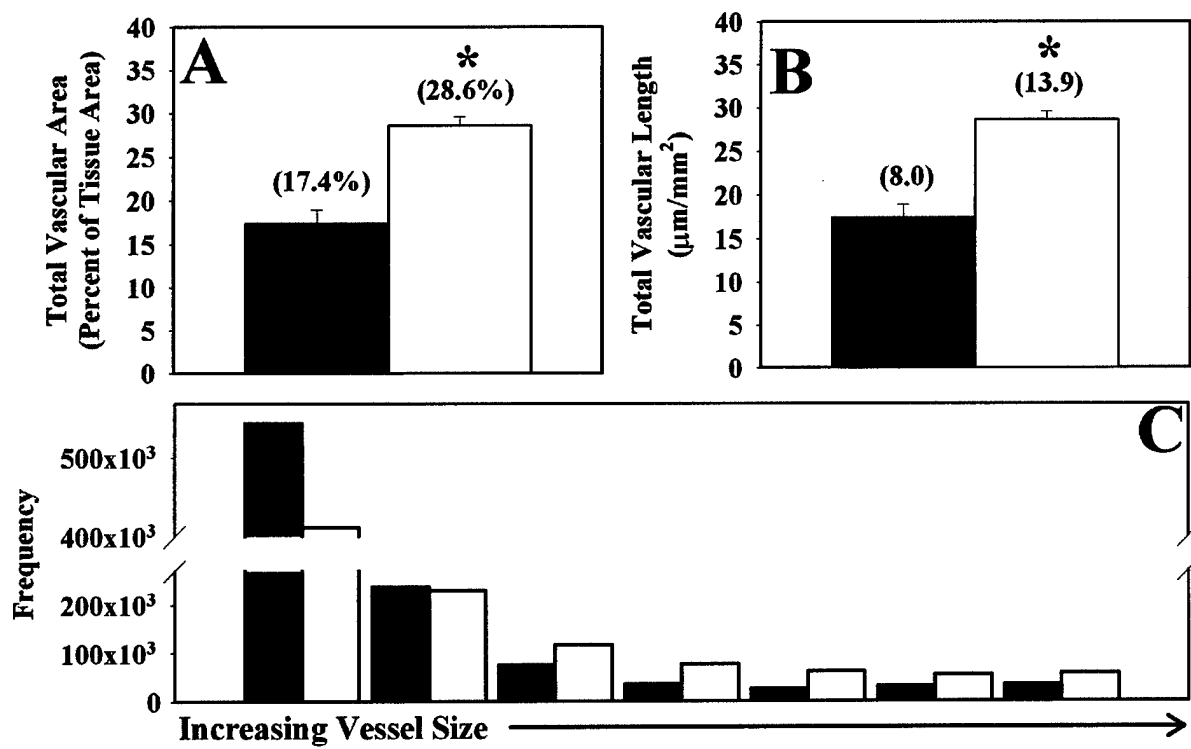 A
Total Vascular Area
(Percent of Tissue Area)
40
35
30
25
20
15
10
5
0
(17.4%)
*
(28.6%)
B
Total Vascular Length
(μm/mm²)
40
35
30
25
20
15
10
5
0
(8.0)
*
(13.9)
C
Frequency
500x10³
400x10³
200x10³
100x10³
0
Increasing Vessel Size